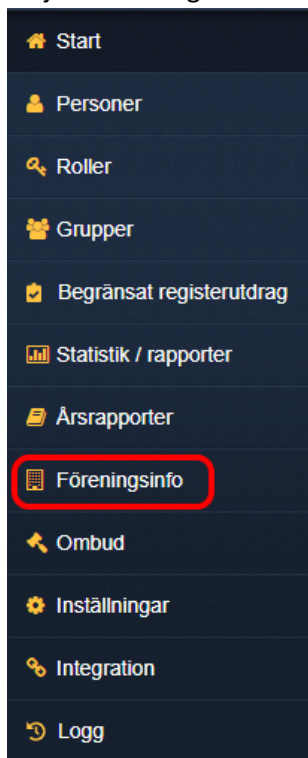 Start
Personer
Roller
Grupper
Begränsat registerutdrag
Statistik / rapporter
Årsrapporter
Föreningsinfo
Ombud
Inställningar
Integration
Logg